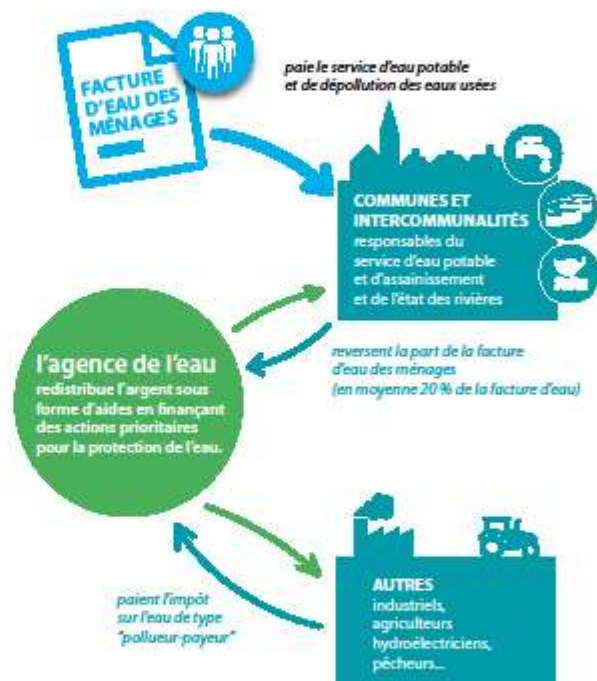 FACTURE
D'EAU DES
MÉNAGES
paie le service d'eau potable
et de dépollution des eaux usées
COMMUNES ET
INTERCOMMUNALITÉS
responsables du
service d'eau potable
et d'assainissement
et de l'état des rivières
l'agence de l'eau
redistribue l'argent sous
forme d'aides en finançant
des actions prioritaires
pour la protection de l'eau.
reversent la part de la facture
d'eau des ménages
(en moyenne 20 % de la facture d'eau)
paient l'impôt
sur l'eau de type
"pollueur-payeur"
AUTRES
industriels,
agriculteurs
hydroélectriciens,
pêcheurs...